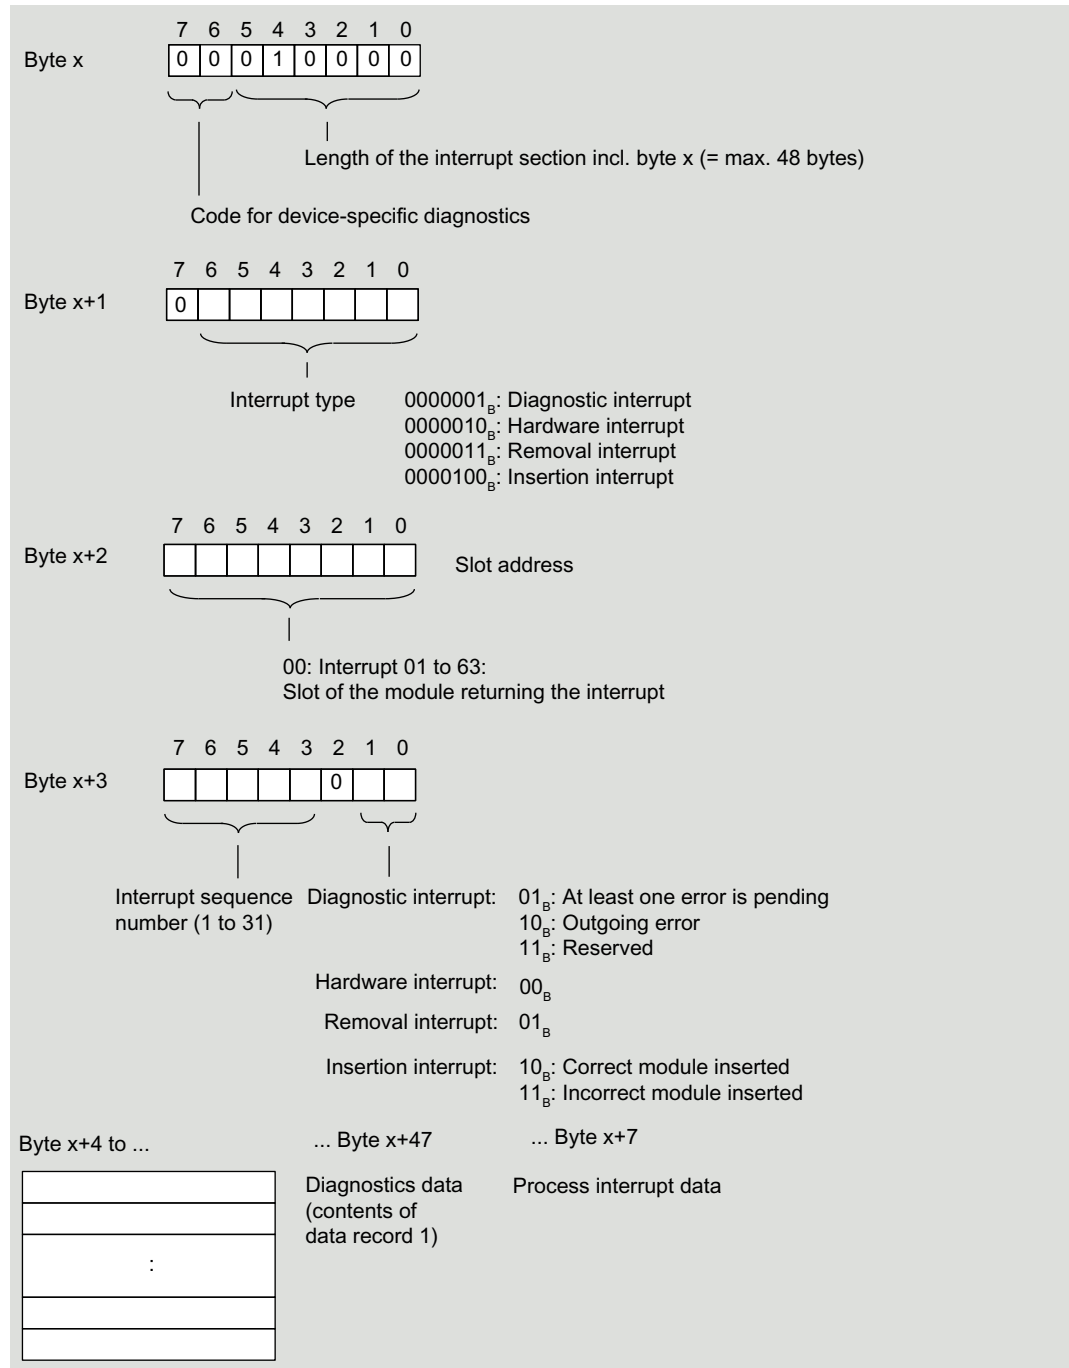 7 6 5 4 3 2 1 0
Byte x 0 0 0 1 0 0 0 0
Length of the interrupt section incl. byte x (= max. 48 bytes)
Code for device-specific diagnostics
7 6 5 4 3 2 1 0
Byte x+1 0
Interrupt type 0000001B: Diagnostic interrupt
0000010B: Hardware interrupt
0000011B: Removal interrupt
0000100B: Insertion interrupt
7 6 5 4 3 2 1 0
Byte x+2 Slot address
00: Interrupt 01 to 63:
Slot of the module returning the interrupt
7 6 5 4 3 2 1 0
Byte x+3 0
Interrupt sequence Diagnostic interrupt: 01B: At least one error is pending
number (1 to 31) 10B: Outgoing error
11B: Reserved
Hardware interrupt: 00B
Removal interrupt: 01B
Insertion interrupt: 10B: Correct module inserted
11B: Incorrect module inserted
Byte x+4 to ... ... Byte x+47 ... Byte x+7
Diagnostics data Process interrupt data
(contents of
data record 1)
: